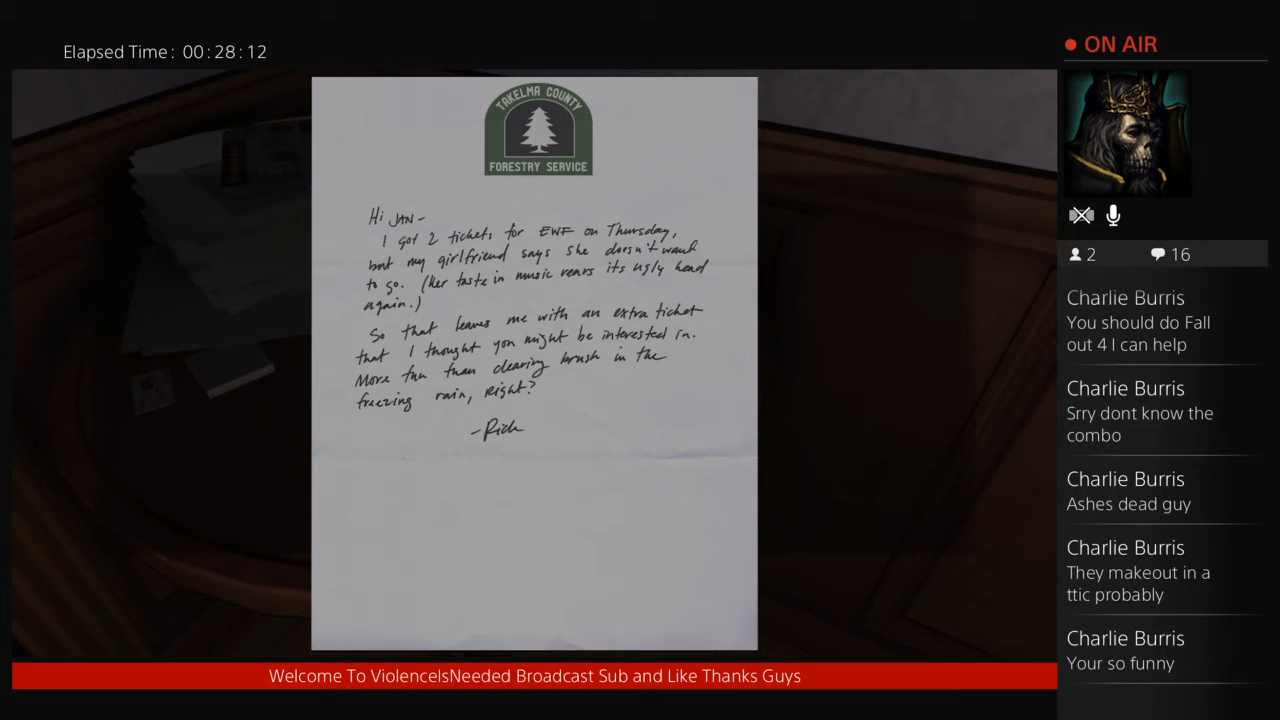 Elapsed Time: 00:28:12
ON AIR
TAKELMA COUNTY
FORESTRY SERVICE
Hi JAN-
I got 2 tickets for EWF on Thursday,
but my girlfriend says she doesn't want
to go. (Her taste in music rears its ugly head
again.)
So that leaves me with an extra ticket
that I thought you might be interested in.
More fun than clearing brush in the
freezing rain, right?
-Rich
2
16
Charlie Burris
You should do Fall
out 4 I can help
Charlie Burris
Srry dont know the
combo
Charlie Burris
Ashes dead guy
Charlie Burris
They makeout in a
ttic probably
Charlie Burris
Your so funny
Welcome To ViolenceIsNeeded Broadcast Sub and Like Thanks Guys